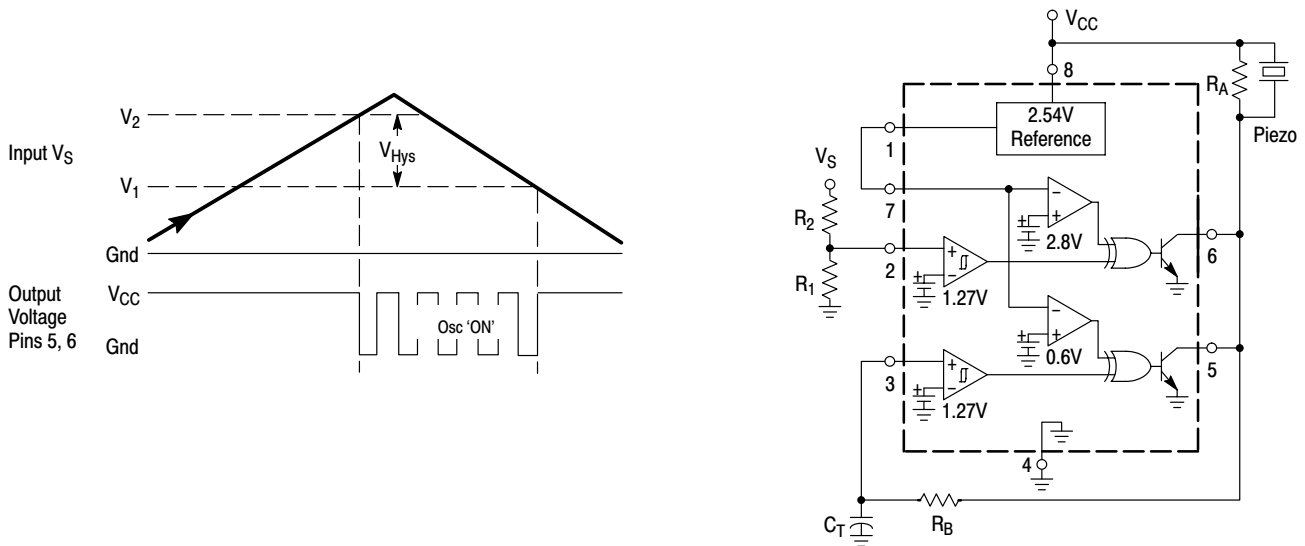 V2
Input VS
VHys
V1
Gnd
Output
Voltage
Pins 5, 6
VCC
Osc 'ON'
Gnd
VCC
8
RA
2.54V
Reference
Piezo
1
VS
7
R2
2.8V
6
2
R1
1.27V
0.6V
5
3
1.27V
4
CT
RB
+
−
+
−
+
−
+
−
+
+
+
+